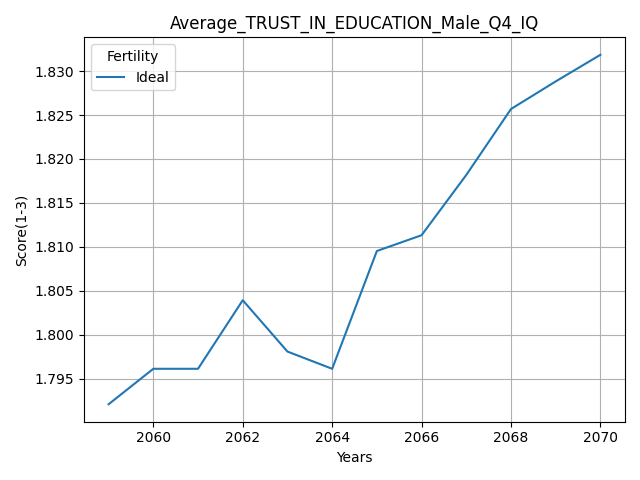 Average_TRUST_IN_EDUCATION_Male_Q4_IQ
Fertility
Ideal
Score(1-3)
1.830
1.825
1.820
1.815
1.810
1.805
1.800
1.795
2060 2062 2064 2066 2068 2070
Years